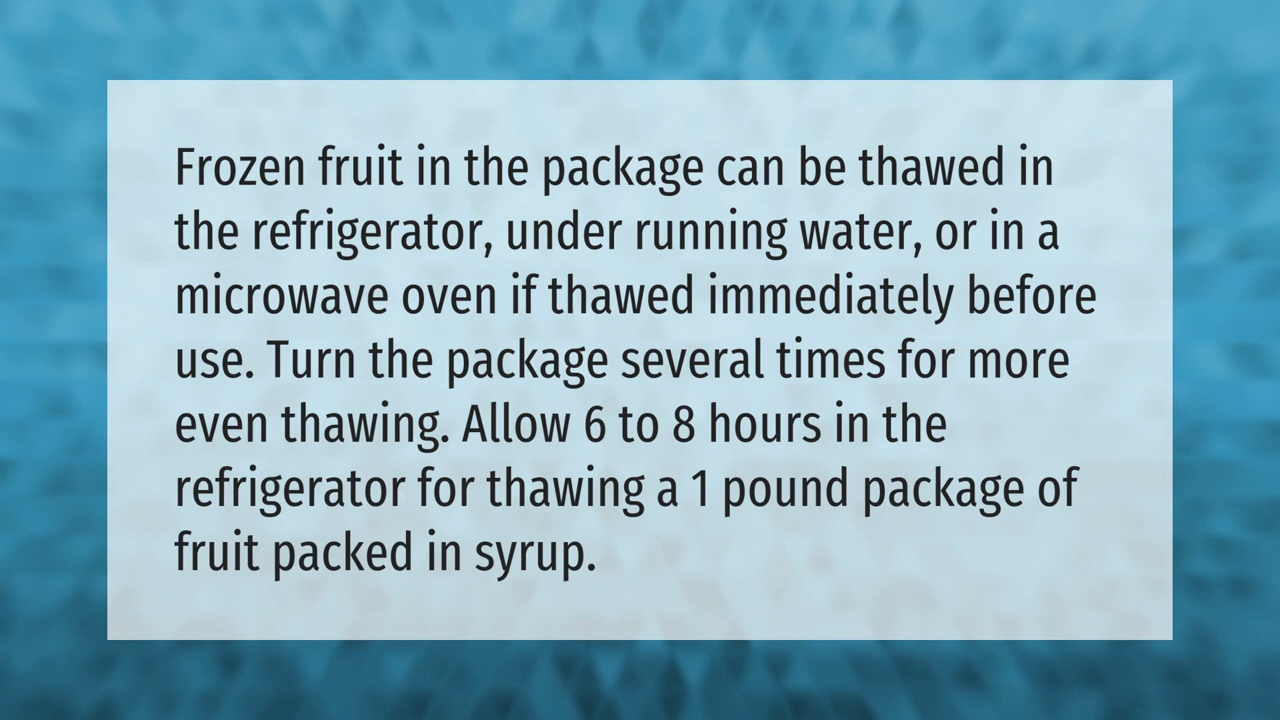 Frozen fruit in the package can be thawed in
the refrigerator, under running water, or in a
microwave oven if thawed immediately before
use. Turn the package several times for more
even thawing. Allow 6 to 8 hours in the
refrigerator for thawing a 1 pound package of
fruit packed in syrup.